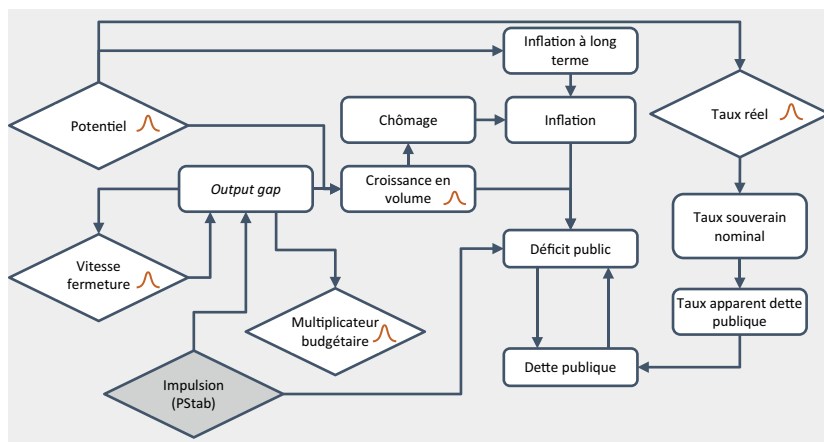 Inflation à long
terme
Potentiel
Chômage
Inflation
Taux réel
Output gap
Croissance en
volume
Taux souverain
nominal
Vitesse
fermeture
Déficit public
Multiplicateur
budgétaire
Taux apparent dette
publique
Impulsion
(PStab)
Dette publique